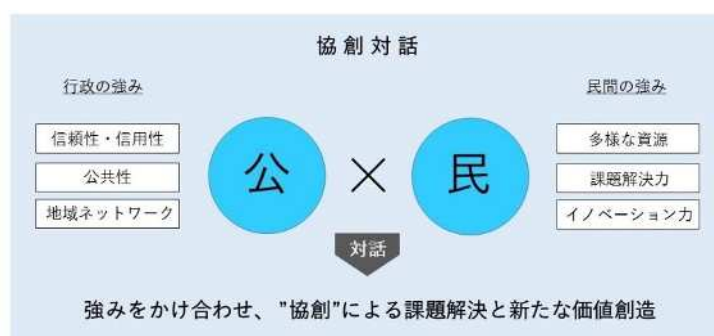 協創対話
行政の強み
信頼性・信用性
公共性
地域ネットワーク
公
×
民
民間の強み
多様な資源
課題解決力
イノベーション力
対話
強みをかけ合わせ、”協創”による課題解決と新たな価値創造